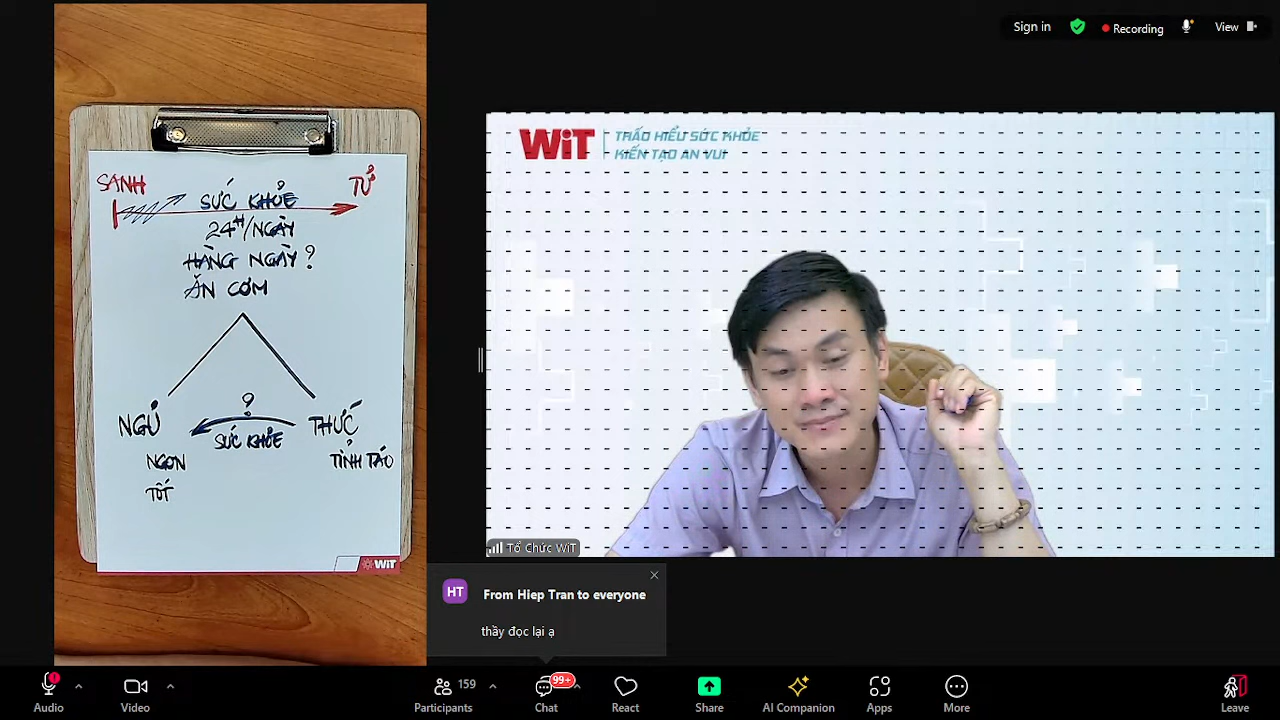 Sign in
Recording
View
WiT
THẤO HIỂU SỨC KHỎE
KIẾN TẠO AN VUI
SANH
TỬ
SỨC KHỎE
24H/NGÀY
HÀNG NGÀY ?
ĂN CƠM
NGỦ
?
THỨC
SỨC KHỎE
NGON
TỈNH TÁO
TỐT
WiT
Tổ Chức WiT
HT
From Hiep Tran to everyone
thầy đọc lại ạ
Audio
Video
159
Participants
99+
Chat
React
Share
AI Companion
Apps
More
Leave